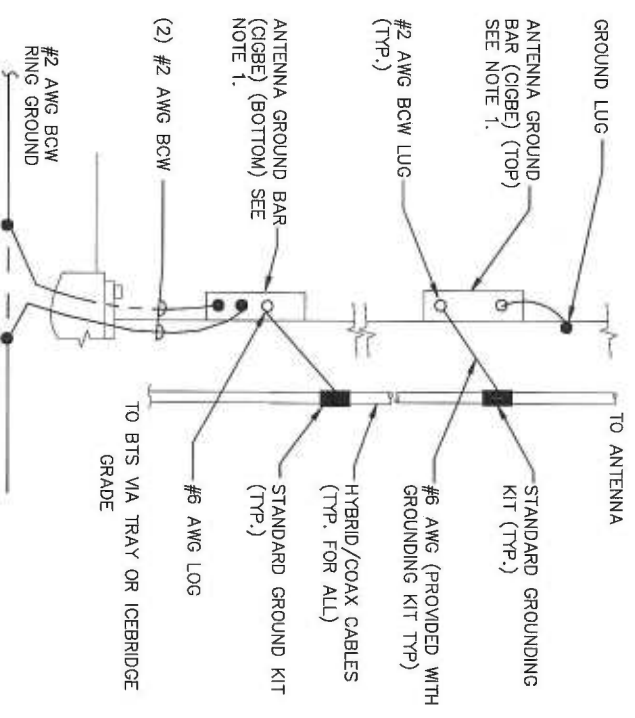 GROUND LUG
ANTENNA GROUND
BAR (CIGBE) (TOP)
SEE NOTE 1.
#2 AWG BCW LUG
(TYP.)
ANTENNA GROUND BAR
(CIGBE) (BOTTOM) SEE
NOTE 1.
(2) #2 AWG BCW
#2 AWG BCW
RING GROUND
TO ANTENNA
STANDARD GROUNDING
KIT (TYP.)
#6 AWG (PROVIDED WITH
GROUNDING KIT TYP)
HYBRID/COAX CABLES
(TYP. FOR ALL)
STANDARD GROUND KIT
(TYP.)
#6 AWG LOG
TO BTS VIA TRAY OR ICEBRIDGE
GRADE